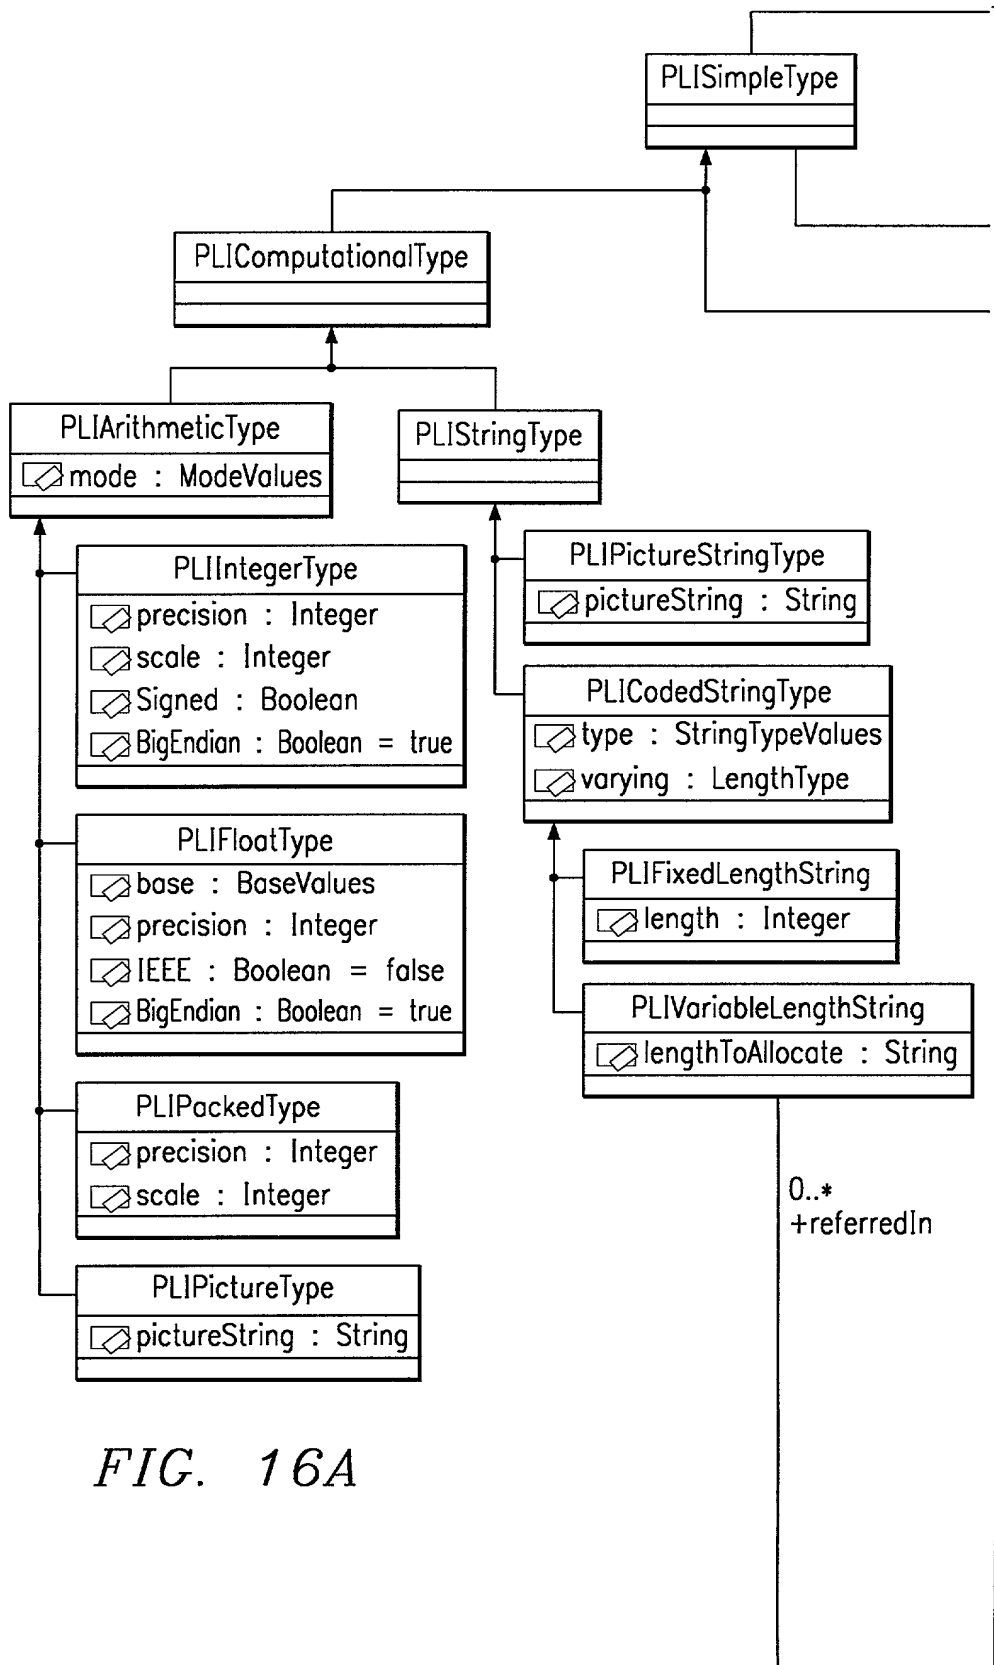 PLISimpleType
PLIComputationalType
PLIArithmeticType
mode : ModeValues
PLIStringType
PLIIntegerType
precision : Integer
scale : Integer
Signed : Boolean
BigEndian : Boolean = true
PLIPictureStringType
pictureString : String
PLICodedStringType
type : StringTypeValues
varying : LengthType
PLIFloatType
base : BaseValues
precision : Integer
IEEE : Boolean = false
BigEndian : Boolean = true
PLIFixedLengthString
length : Integer
PLIVariableLengthString
lengthToAllocate : String
PLIPackedType
precision : Integer
scale : Integer
0..*
+referredIn
PLIPictureType
pictureString : String
FIG. 16A